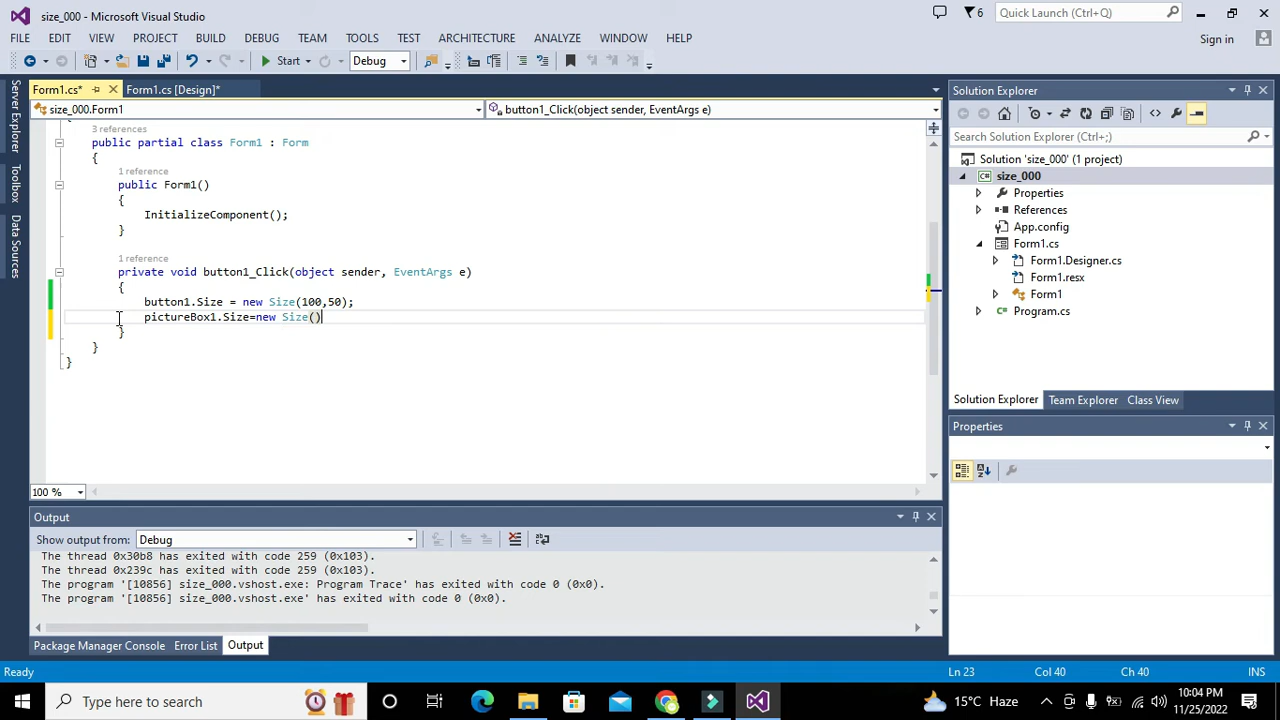 size_000 - Microsoft Visual Studio
6
Quick Launch (Ctrl+Q)
FILE EDIT VIEW PROJECT BUILD DEBUG TEAM TOOLS TEST ARCHITECTURE ANALYZE WINDOW HELP
Sign in
Start Debug
Server Explorer
Toolbox
Data Sources
Form1.cs* Form1.cs [Design]*
size_000.Form1 button1_Click(object sender, EventArgs e)
{
3 references
public partial class Form1 : Form
{
1 reference
public Form1()
{
InitializeComponent();
}
1 reference
private void button1_Click(object sender, EventArgs e)
{
button1.Size = new Size(100,50);
pictureBox1.Size=new Size()
}
}
}
100 %
Solution Explorer
Search Solution Explorer (Ctrl+;)
Solution 'size_000' (1 project)
size_000
Properties
References
App.config
Form1.cs
Form1.Designer.cs
Form1.resx
Form1
Program.cs
Solution Explorer Team Explorer Class View
Properties
Output
Show output from: Debug
The thread 0x30b8 has exited with code 259 (0x103).
The thread 0x239c has exited with code 259 (0x103).
The program '[10856] size_000.vshost.exe: Program Trace' has exited with code 0 (0x0).
The program '[10856] size_000.vshost.exe' has exited with code 0 (0x0).
Package Manager Console Error List Output
Ready Ln 23 Col 40 Ch 40 INS
Type here to search
15°C Haze
10:04 PM
11/25/2022